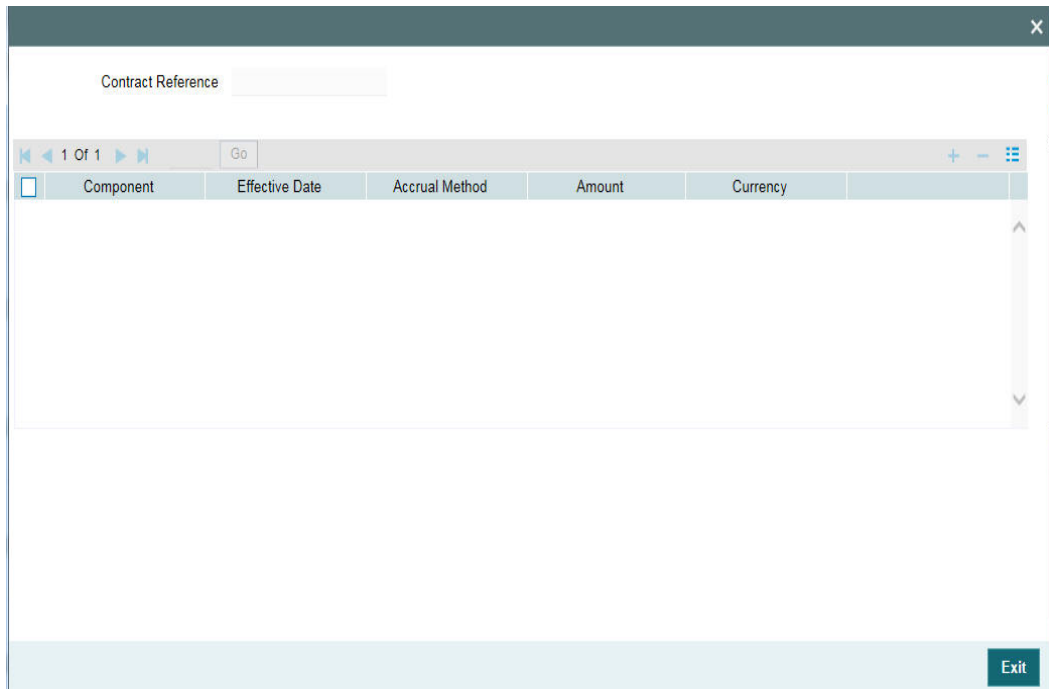 Contract Reference
1 Of 1 Go
Component Effective Date Accrual Method Amount Currency
Exit